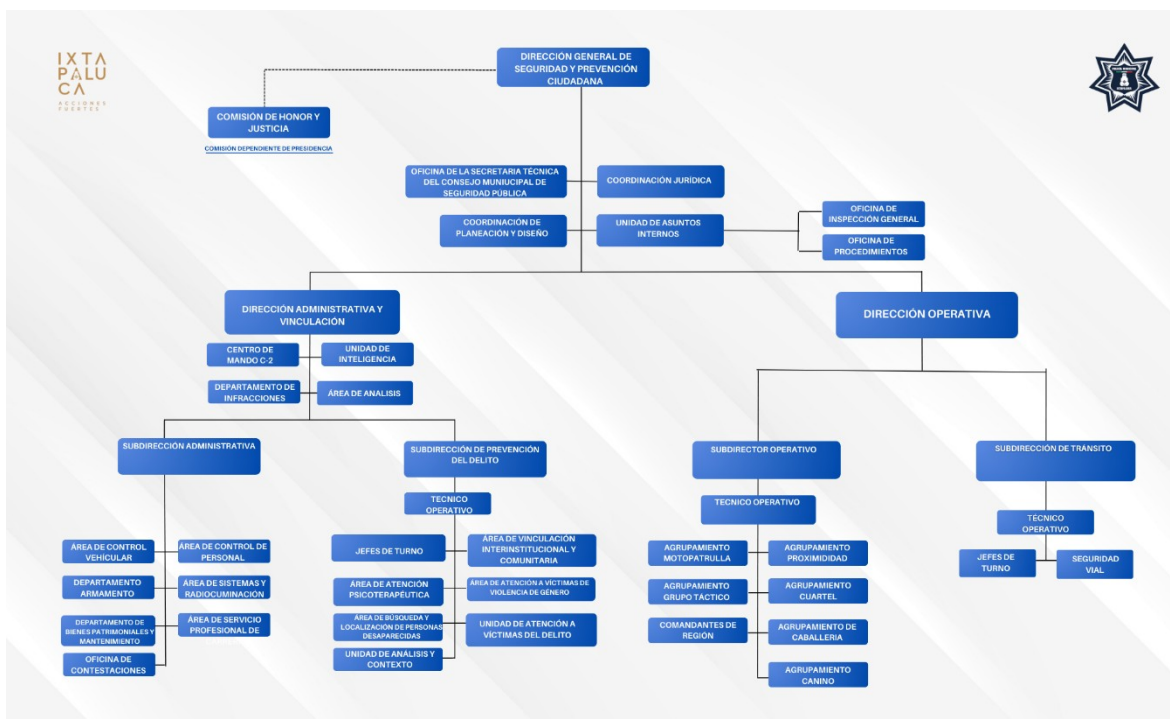 IXTA
PALU
CA
ACCIONES
FUERTES
DIRECCIÓN GENERAL DE
SEGURIDAD Y PREVENCIÓN
CIUDADANA
COMISIÓN DE HONOR Y
JUSTICIA
COMISIÓN DEPENDIENTE DE PRESIDENCIA
OFICINA DE LA SECRETARIA TÉCNICA
DEL CONSEJO MUNIUCIPAL DE
SEGURIDAD PÚBLICA
COORDINACIÓN JURÍDICA
COORDINACIÓN DE
PLANEACIÓN Y DISEÑO
UNIDAD DE ASUNTOS
INTERNOS
OFICINA DE
INSPECCIÓN GENERAL
OFICINA DE
PROCEDIMIENTOS
DIRECCIÓN ADMINISTRATIVA Y
VINCULACIÓN
DIRECCIÓN OPERATIVA
CENTRO DE
MANDO C-2
UNIDAD DE
INTELIGENCIA
DEPARTAMENTO DE
INFRACCIONES
ÁREA DE ANALISIS
SUBDIRECCIÓN ADMINISTRATIVA
ÁREA DE CONTROL
VEHÍCULAR
ÁREA DE CONTROL DE
PERSONAL
DEPARTAMENTO
ARMAMENTO
ÁREA DE SISTEMAS Y
RADIOCUMINACIÓN
DEPARTAMENTO DE
BIENES PATRIMONIALES Y
MANTENIMIENTO
ÁREA DE SERVICIO
PROFESIONAL DE
OFICINA DE
CONTESTACIONES
SUBDIRECCIÓN DE PREVENCIÓN
DEL DELITO
TECNICO
OPERATIVO
JEFES DE TURNO
ÁREA DE VINCULACIÓN
INTERINSTITUCIONAL Y
COMUNITARIA
ÁREA DE ATENCIÓN
PSICOTERAPÉUTICA
ÁREA DE ATENCIÓN A VÍCTIMAS DE
VIOLENCIA DE GÉNERO
ÁREA DE BÚSQUEDA Y
LOCALIZACIÓN DE PERSONAS
DESAPARECIDAS
UNIDAD DE ATENCIÓN A
VÍCTIMAS DEL DELITO
UNIDAD DE ANÁLISIS Y
CONTEXTO
SUBDIRECTOR OPERATIVO
TECNICO OPERATIVO
AGRUPAMIENTO
MOTOPATRULLA
AGRUPAMIENTO
PROXIMIDIDAD
AGRUPAMIENTO
GRUPO TÁCTICO
AGRUPAMIENTO
CUARTEL
COMANDANTES DE
REGIÓN
AGRUPAMIENTO DE
CABALLERIA
AGRUPAMIENTO
CANINO
SUBDIRECCIÓN DE TRÁNSITO
TÉCNICO
OPERATIVO
JEFES DE
TURNO
SEGURIDAD
VIAL